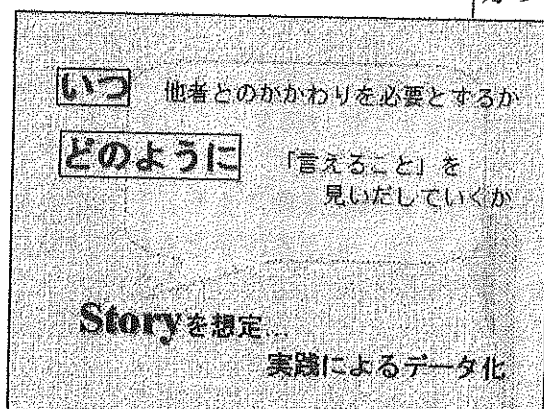 いつ 他者とのかかわりを必要とするか
どのように 「言えること」を
見いだしていくか
Storyを想定...
実践によるデータ化